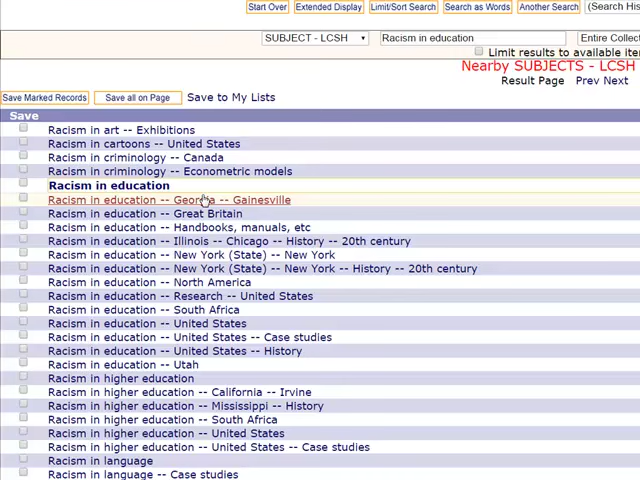 Start Over Extended Display Limit/Sort Search Search as Words Another Search (Search His
SUBJECT - LCSH Racism in education Entire Collect
Limit results to available ite
Nearby SUBJECTS - LCSH
Result Page Prev Next
Save Marked Records Save all on Page Save to My Lists
Save
Racism in art -- Exhibitions
Racism in cartoons -- United States
Racism in criminology -- Canada
Racism in criminology -- Econometric models
Racism in education
Racism in education -- Georgia -- Gainesville
Racism in education -- Great Britain
Racism in education -- Handbooks, manuals, etc
Racism in education -- Illinois -- Chicago -- History -- 20th century
Racism in education -- New York (State) -- New York
Racism in education -- New York (State) -- New York -- History -- 20th century
Racism in education -- North America
Racism in education -- Research -- United States
Racism in education -- South Africa
Racism in education -- United States
Racism in education -- United States -- Case studies
Racism in education -- United States -- History
Racism in education -- Utah
Racism in higher education
Racism in higher education -- California -- Irvine
Racism in higher education -- Mississippi -- History
Racism in higher education -- South Africa
Racism in higher education -- United States
Racism in higher education -- United States -- Case studies
Racism in language
Racism in language -- Case studies